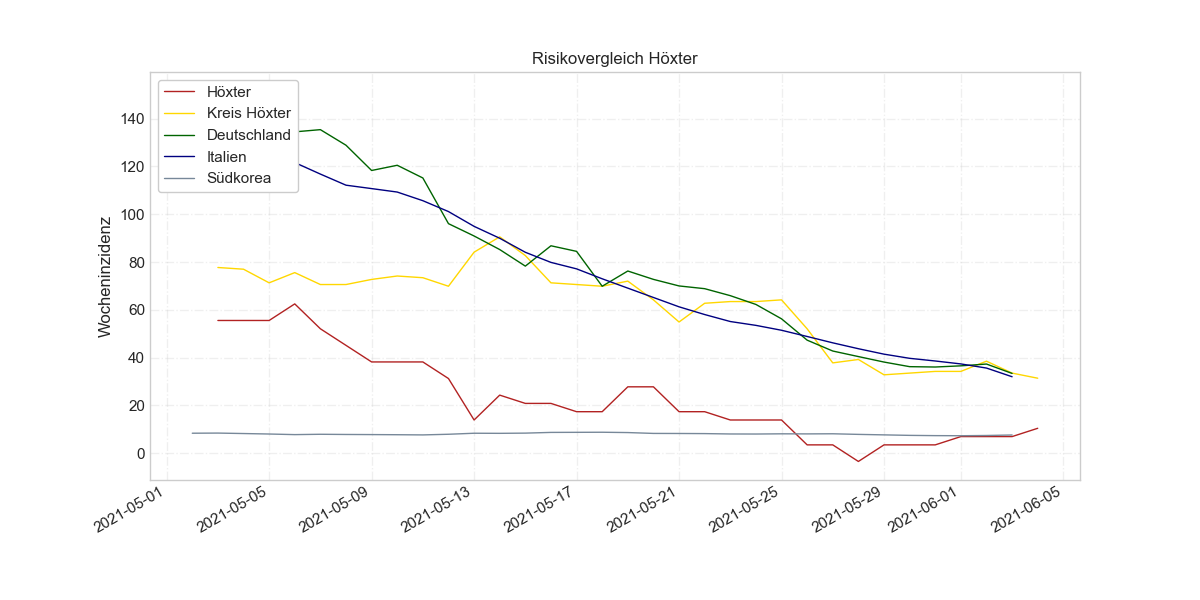 Risikovergleich Höxter
Höxter
Kreis Höxter
Deutschland
Italien
Südkorea
Wocheninzidenz
140
120
100
80
60
40
20
0
2021-05-01
2021-05-05
2021-05-09
2021-05-13
2021-05-17
2021-05-21
2021-05-25
2021-05-29
2021-06-01
2021-06-05